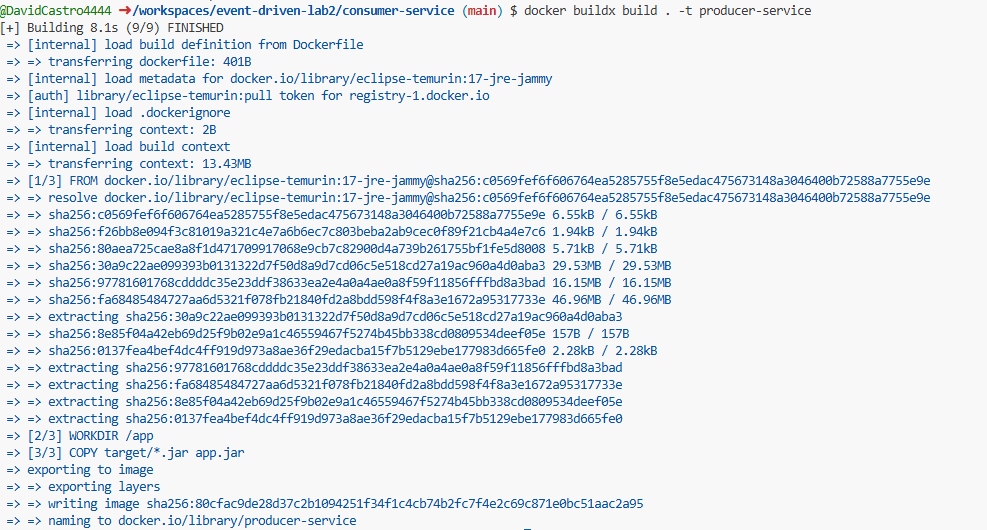 @DavidCastro4444 ➜/workspaces/event-driven-lab2/consumer-service (main) $ docker buildx build . -t producer-service
[+] Building 8.1s (9/9) FINISHED
=> [internal] load build definition from Dockerfile
=> => transferring dockerfile: 401B
=> [internal] load metadata for docker.io/library/eclipse-temurin:17-jre-jammy
=> [auth] library/eclipse-temurin:pull token for registry-1.docker.io
=> [internal] load .dockerignore
=> => transferring context: 2B
=> [internal] load build context
=> => transferring context: 13.43MB
=> [1/3] FROM docker.io/library/eclipse-temurin:17-jre-jammy@sha256:c0569fef6f606764ea5285755f8e5edac475673148a3046400b72588a7755e9e
=> => resolve docker.io/library/eclipse-temurin:17-jre-jammy@sha256:c0569fef6f606764ea5285755f8e5edac475673148a3046400b72588a7755e9e
=> => sha256:c0569fef6f606764ea5285755f8e5edac475673148a3046400b72588a7755e9e 6.55kB / 6.55kB
=> => sha256:f26bb8e094f3c81019a321c4e7a6b6ec7c803beba2ab9cec0f89f21cb4a4e7c6 1.94kB / 1.94kB
=> => sha256:80aea725cae8a8f1d471709917068e9cb7c82900d4a739b261755bf1fe5d8008 5.71kB / 5.71kB
=> => sha256:30a9c22ae099393b0131322d7f50d8a9d7cd06c5e518cd27a19ac960a4d0aba3 29.53MB / 29.53MB
=> => sha256:97781601768cddddc35e23ddf38633ea2e4a0a4ae0a8f59f11856fffbd8a3bad 16.15MB / 16.15MB
=> => sha256:fa68485484727aa6d5321f078fb21840fd2a8bdd598f4f8a3e1672a95317733e 46.96MB / 46.96MB
=> => extracting sha256:30a9c22ae099393b0131322d7f50d8a9d7cd06c5e518cd27a19ac960a4d0aba3
=> => sha256:8e85f04a42eb69d25f9b02e9a1c46559467f5274b45bb338cd0809534deef05e 157B / 157B
=> => sha256:0137fea4bef4dc4ff919d973a8ae36f29edacba15f7b5129ebe177983d665fe0 2.28kB / 2.28kB
=> => extracting sha256:97781601768cddddc35e23ddf38633ea2e4a0a4ae0a8f59f11856fffbd8a3bad
=> => extracting sha256:fa68485484727aa6d5321f078fb21840fd2a8bdd598f4f8a3e1672a95317733e
=> => extracting sha256:8e85f04a42eb69d25f9b02e9a1c46559467f5274b45bb338cd0809534deef05e
=> => extracting sha256:0137fea4bef4dc4ff919d973a8ae36f29edacba15f7b5129ebe177983d665fe0
=> [2/3] WORKDIR /app
=> [3/3] COPY target/*.jar app.jar
=> exporting to image
=> => exporting layers
=> => writing image sha256:80cfac9de28d37c2b1094251f34f1c4cb74b2fc7f4e2c69c871e0bc51aac2a95
=> => naming to docker.io/library/producer-service